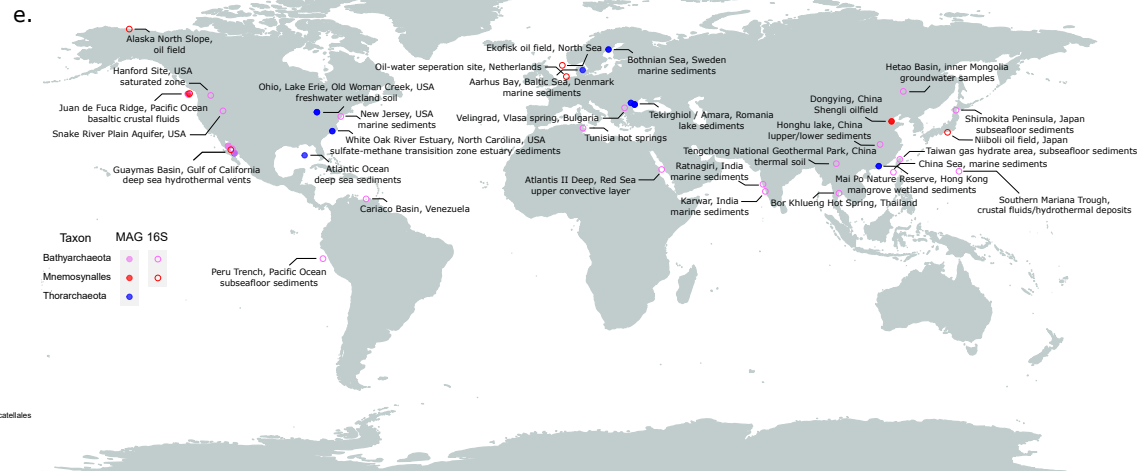 e.
Alaska North Slope,
oil field
Hanford Site, USA
saturated zone
Juan de Fuca Ridge, Pacific Ocean
basaltic crustal fluids
Snake River Plain Aquifer, USA
Guaymas Basin, Gulf of California
deep sea hydrothermal vents
Ohio, Lake Erie, Old Woman Creek, USA
freshwater wetland soil
New Jersey, USA
marine sediments
White Oak River Estuary, North Carolina, USA
sulfate-methane transisition zone estuary sediments
Atlantic Ocean
deep sea sediments
Cariaco Basin, Venezuela
Peru Trench, Pacific Ocean
subseafloor sediments
Ekofisk oil field, North Sea
Oil-water seperation site, Netherlands
Aarhus Bay, Baltic Sea, Denmark
marine sediments
Bothnian Sea, Sweden
marine sediments
Velingrad, Vlasa spring, Bulgaria
Tekirghiol / Amara, Romania
lake sediments
Tunisia hot springs
Atlantis II Deep, Red Sea
upper convective layer
Ratnagiri, India
marine sediments
Karwar, India
marine sediments
Hetao Basin, inner Mongolia
groundwater samples
Dongying, China
Shengli oilfield
Honghu lake, China
lupper/lower sediments
Tengchong National Geothermal Park, China
thermal soil
Shimokita Peninsula, Japan
subseafloor sediments
Niiboli oil field, Japan
Taiwan gas hydrate area, subseafloor sediments
China Sea, marine sediments
Mai Po Nature Reserve, Hong Kong
mangrove wetland sediments
Bor Khlueng Hot Spring, Thailand
Southern Mariana Trough,
crustal fluids/hydrothermal deposits
Taxon MAG 16S
Bathyarchaeota
Mnemosynalles
Thorarchaeota
catellales